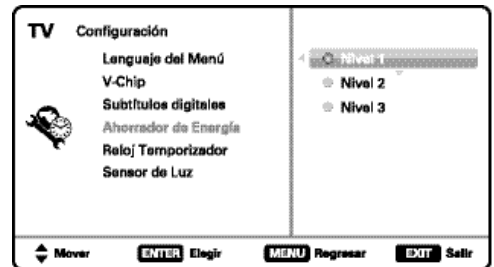 TV Configuración
Lenguaje del Menú
V-Chip
Subtítulos digitales
Ahorrador de Energía
Reloj Temporizador
Sensor de Luz
Nivel 1
Nivel 2
Nivel 3
Mover ENTER Elegir MENU Regresar EXIT Salir